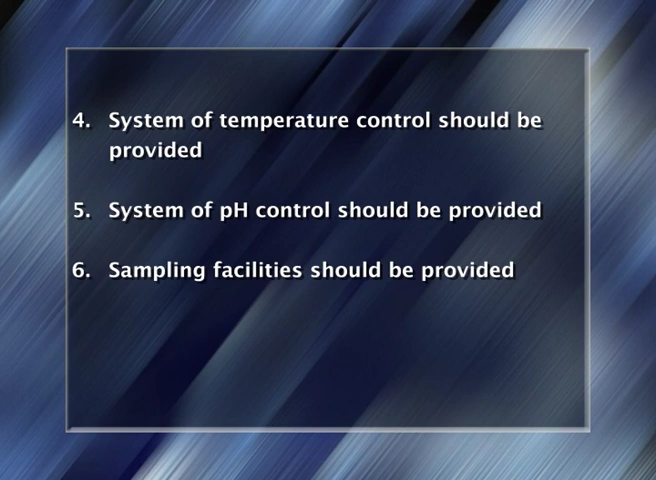 4. System of temperature control should be
provided
5. System of pH control should be provided
6. Sampling facilities should be provided